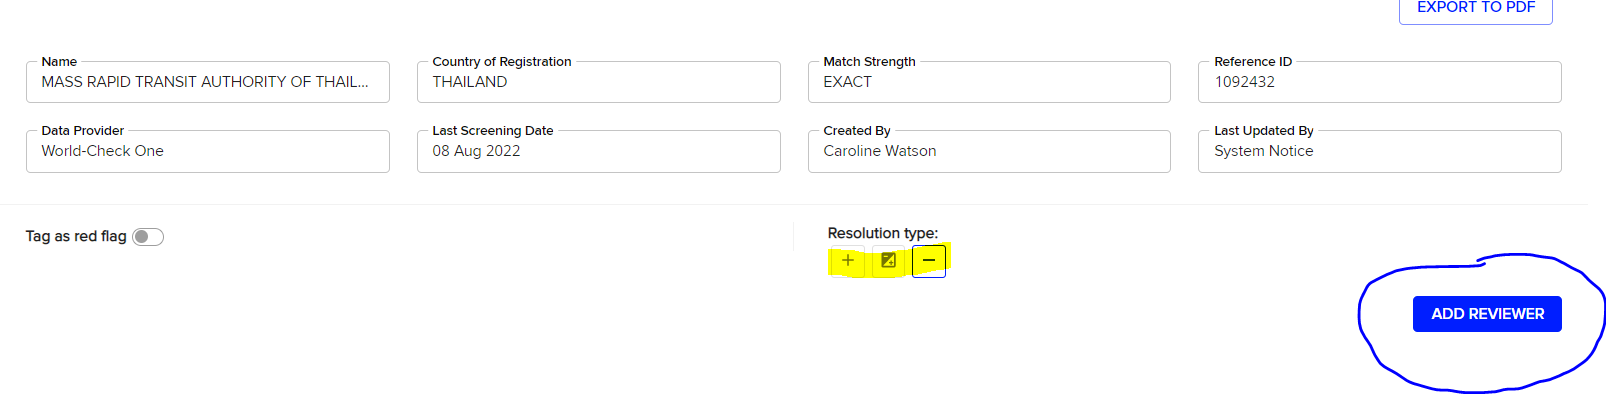 EXPORT TO PDF
Name
MASS RAPID TRANSIT AUTHORITY OF THAIL...
Country of Registration
THAILAND
Match Strength
EXACT
Reference ID
1092432
Data Provider
World-Check One
Last Screening Date
08 Aug 2022
Created By
Caroline Watson
Last Updated By
System Notice
Tag as red flag
Resolution type:
ADD REVIEWER